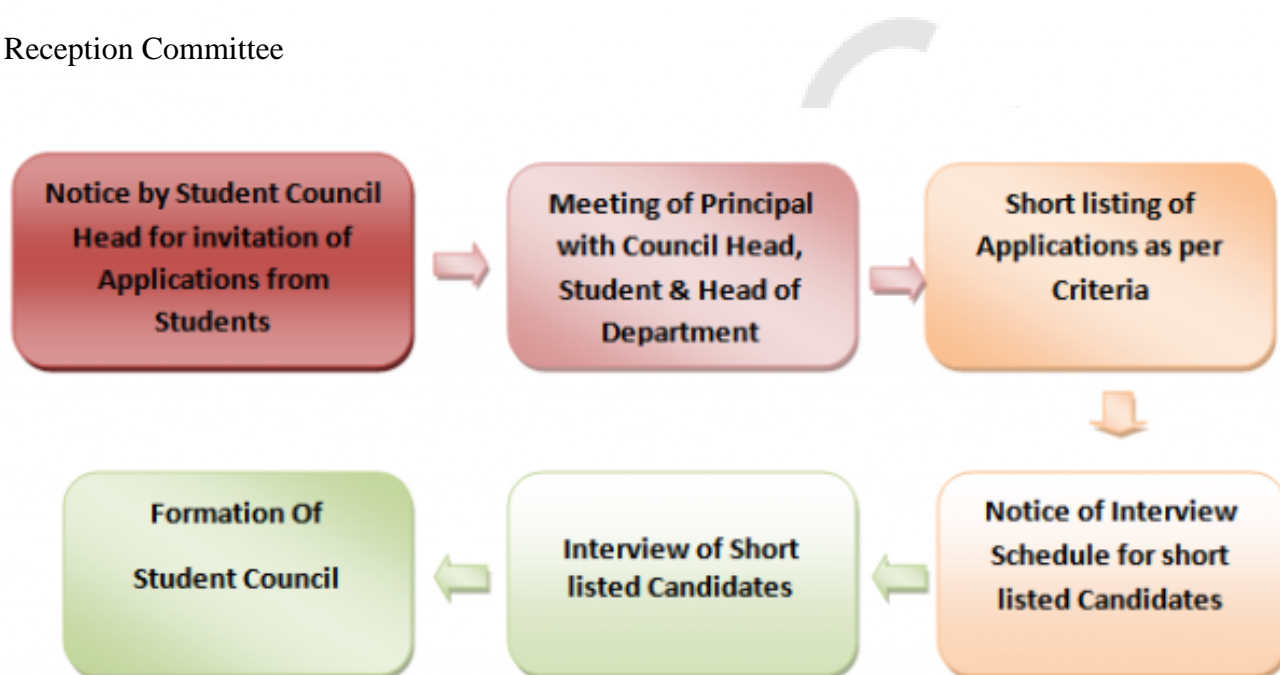 Reception Committee
Notice by Student Council
Head for invitation of
Applications from
Students
Meeting of Principal
with Council Head,
Student & Head of
Department
Short listing of
Applications as per
Criteria
Notice of Interview
Schedule for short
listed Candidates
Interview of Short
listed Candidates
Formation Of
Student Council